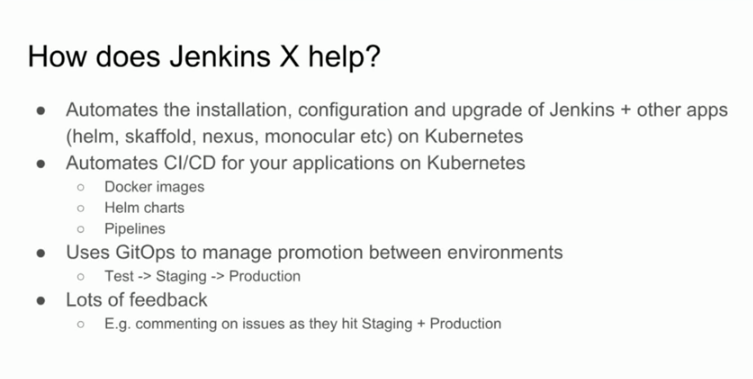 How does Jenkins X help?
● Automates the installation, configuration and upgrade of Jenkins + other apps
(helm, skaffold, nexus, monocular etc) on Kubernetes
● Automates CI/CD for your applications on Kubernetes
○ Docker images
○ Helm charts
○ Pipelines
● Uses GitOps to manage promotion between environments
○ Test -> Staging -> Production
● Lots of feedback
○ E.g. commenting on issues as they hit Staging + Production